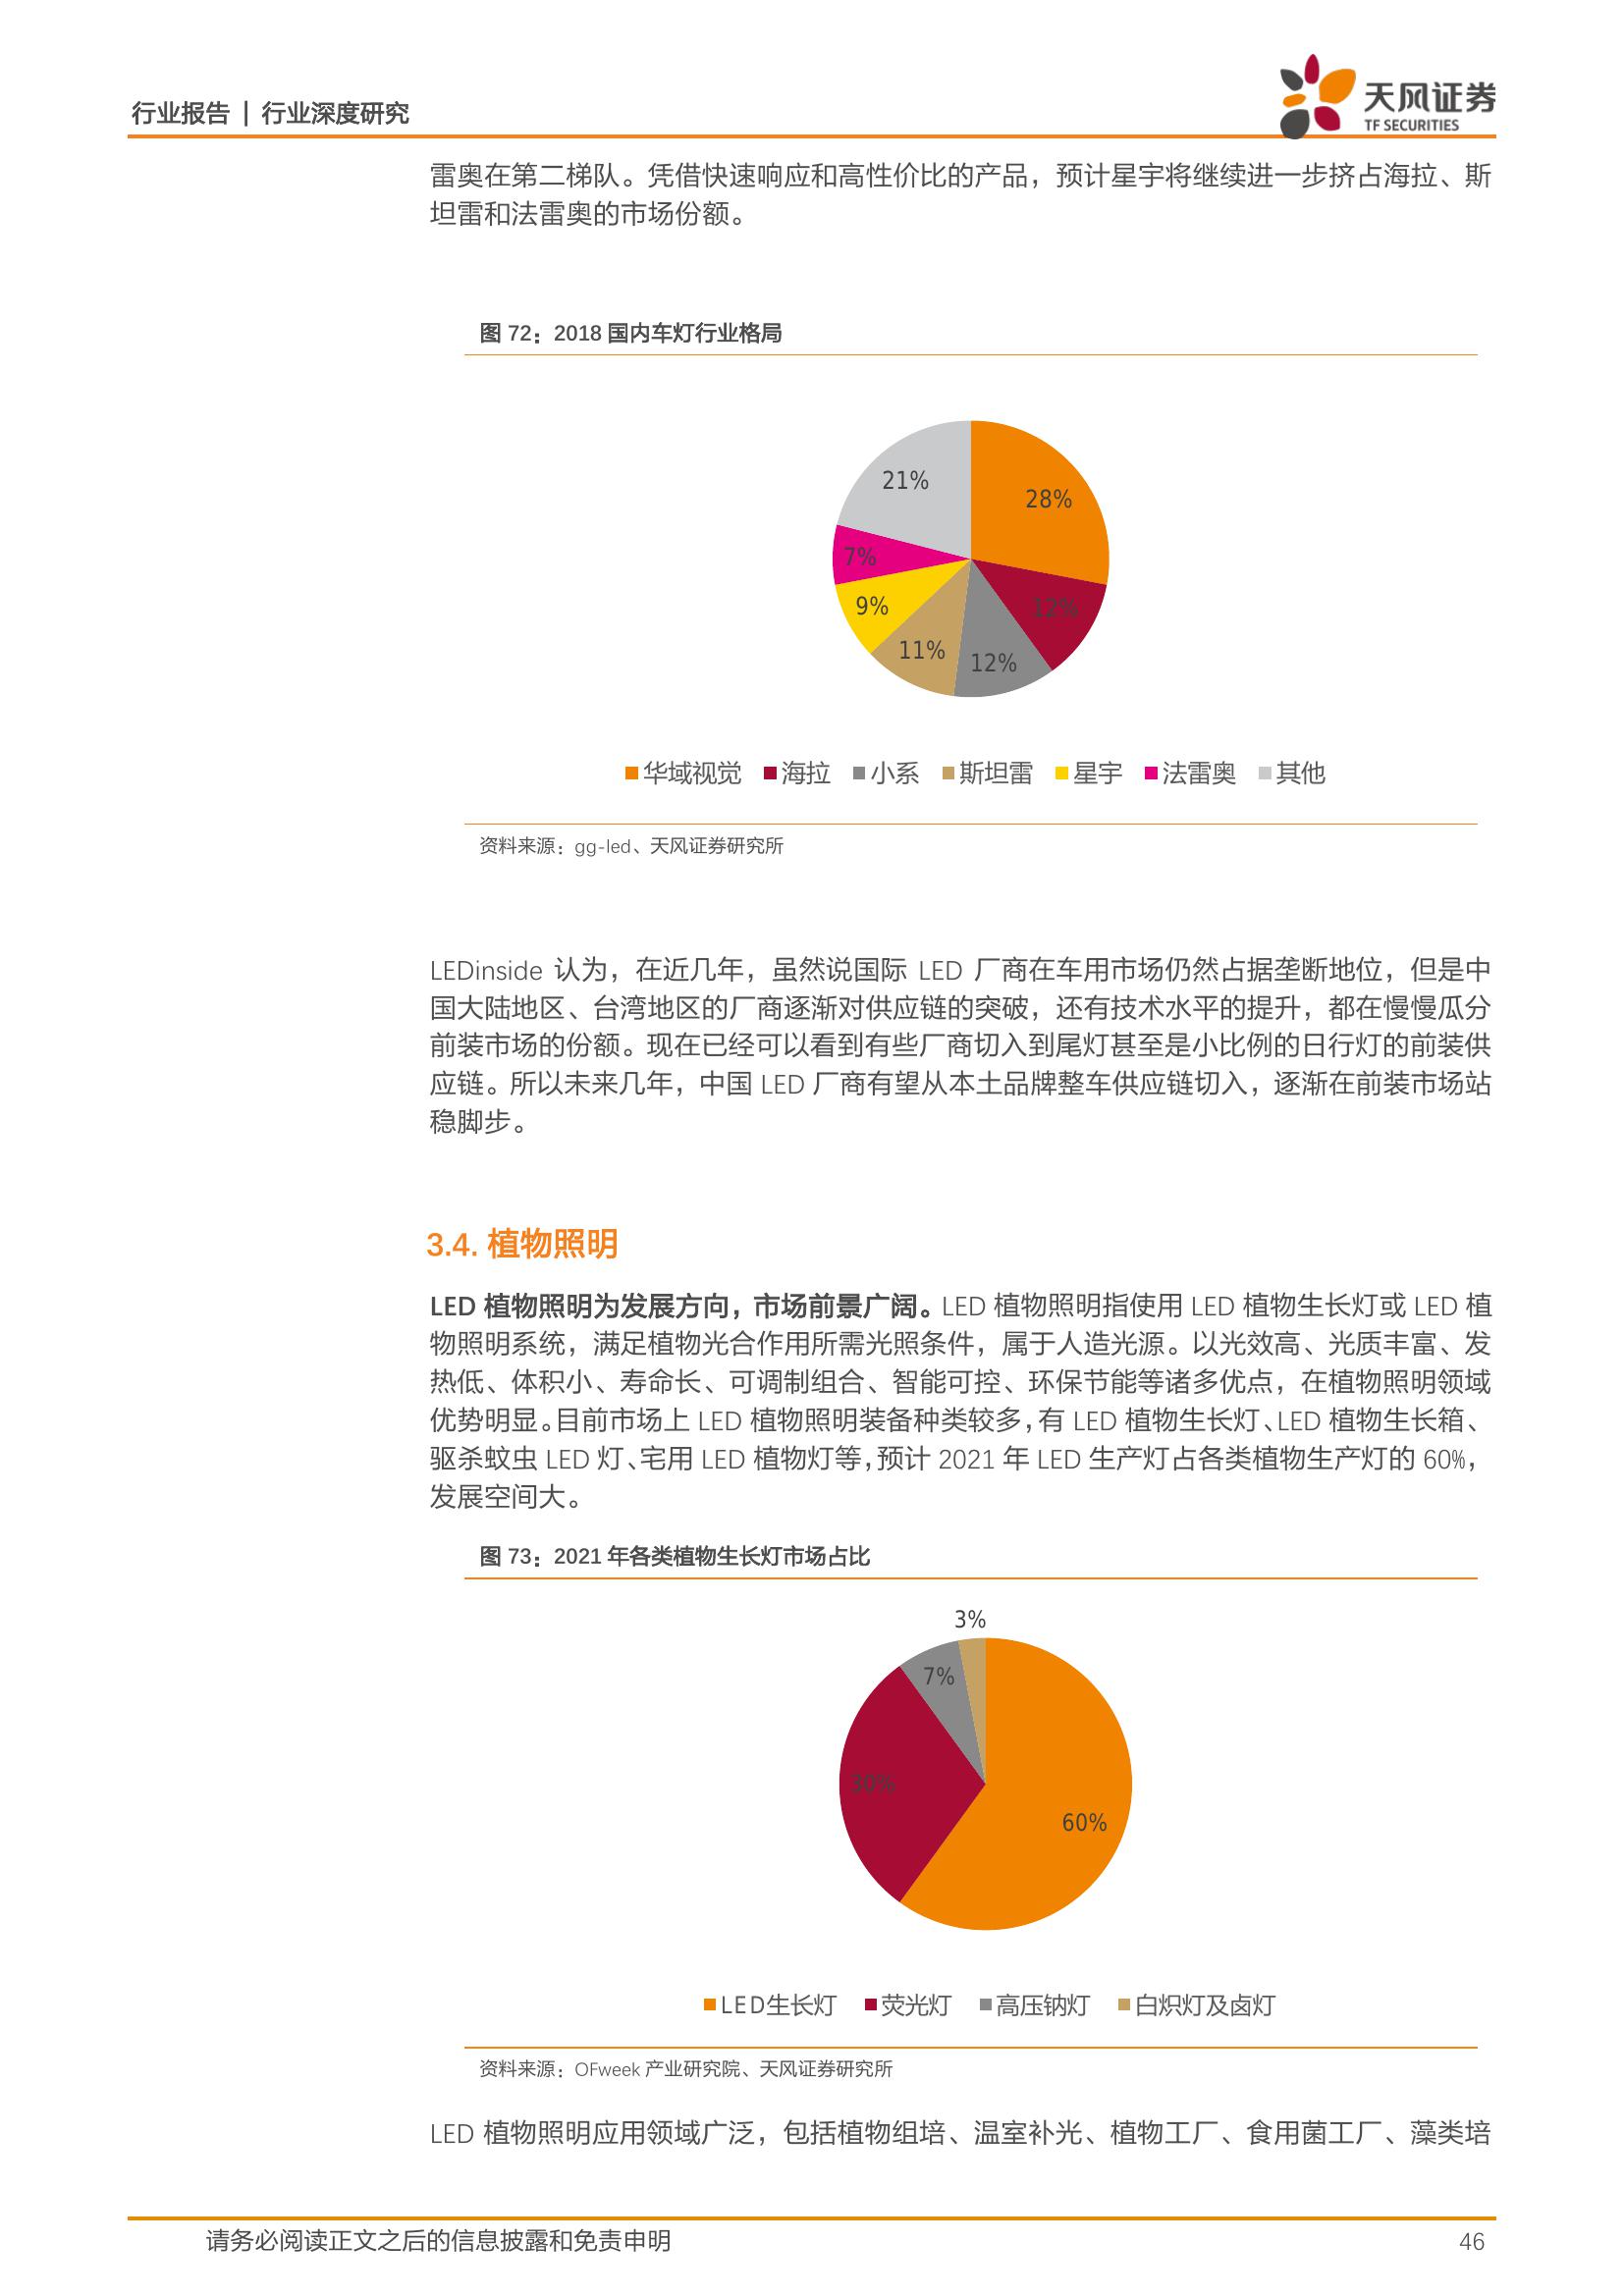 行业报告 | 行业深度研究
天风证券
TF SECURITIES
雷奥在第二梯队。凭借快速响应和高性价比的产品，预计星宇将继续进一步挤占海拉、斯
坦雷和法雷奥的市场份额。
图 72：2018 国内车灯行业格局
21%
28%
7%
9%
12%
11%
12%
华域视觉 海拉 小系 斯坦雷 星宇 法雷奥 其他
资料来源：gg-led、天风证券研究所
LEDinside 认为，在近几年，虽然说国际 LED 厂商在车用市场仍然占据垄断地位，但是中
国大陆地区、台湾地区的厂商逐渐对供应链的突破，还有技术水平的提升，都在慢慢瓜分
前装市场的份额。现在已经可以看到有些厂商切入到尾灯甚至是小比例的日行灯的前装供
应链。所以未来几年，中国 LED 厂商有望从本土品牌整车供应链切入，逐渐在前装市场站
稳脚步。
3.4. 植物照明
LED 植物照明为发展方向，市场前景广阔。LED 植物照明指使用 LED 植物生长灯或 LED 植
物照明系统，满足植物光合作用所需光照条件，属于人造光源。以光效高、光质丰富、发
热低、体积小、寿命长、可调制组合、智能可控、环保节能等诸多优点，在植物照明领域
优势明显。目前市场上 LED 植物照明装备种类较多，有 LED 植物生长灯、LED 植物生长箱、
驱杀蚊虫 LED 灯、宅用 LED 植物灯等，预计 2021 年 LED 生产灯占各类植物生产灯的 60%，
发展空间大。
图 73：2021 年各类植物生长灯市场占比
3%
7%
30%
60%
LED生长灯 荧光灯 高压钠灯 白炽灯及卤灯
资料来源：OFweek 产业研究院、天风证券研究所
LED 植物照明应用领域广泛，包括植物组培、温室补光、植物工厂、食用菌工厂、藻类培
请务必阅读正文之后的信息披露和免责申明
46